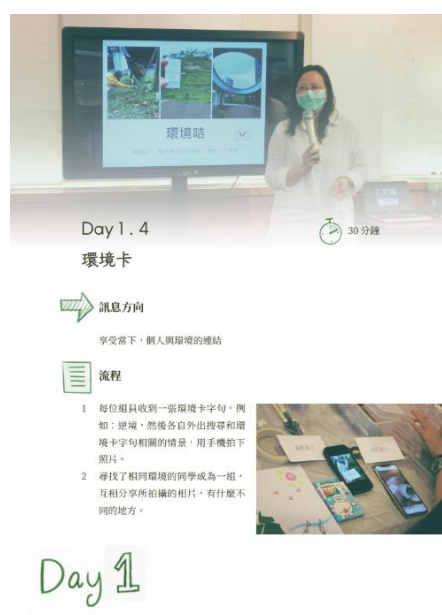 環境咭
Day 1 . 4
30 分鐘
環境卡
訊息方向
享受當下，個人與環境的連結
流程
1 每位組員收到一張環境卡字句，例
如：逆境，然後各自外出搜尋和環
境卡字句相關的情景，用手機拍下
照片。
2 尋找了相同環境的同學成為一組，
互相分享所拍攝的相片，有什麼不
同的地方。
Day 1